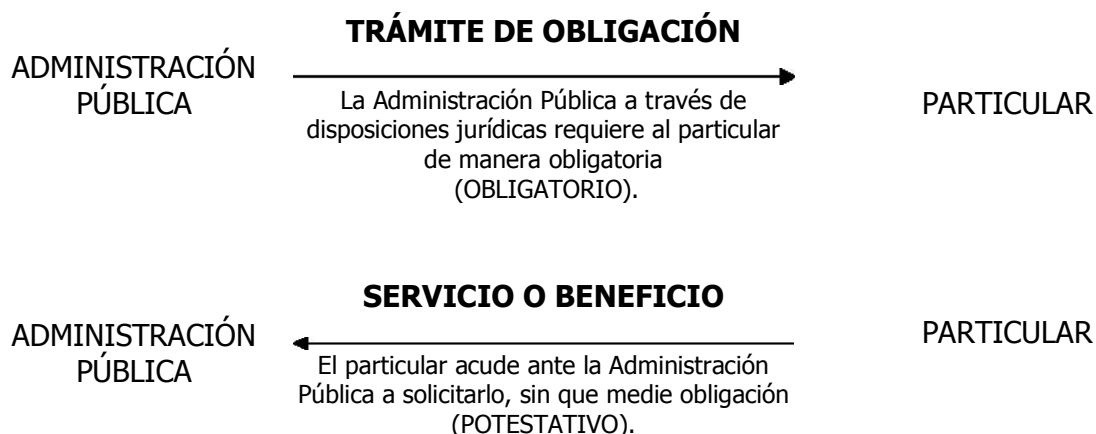 TRÁMITE DE OBLIGACIÓN
ADMINISTRACIÓN
PÚBLICA
La Administración Pública a través de
disposiciones jurídicas requiere al particular
de manera obligatoria
(OBLIGATORIO).
PARTICULAR
SERVICIO O BENEFICIO
ADMINISTRACIÓN
PÚBLICA
El particular acude ante la Administración
Pública a solicitarlo, sin que medie obligación
(POTESTATIVO).
PARTICULAR